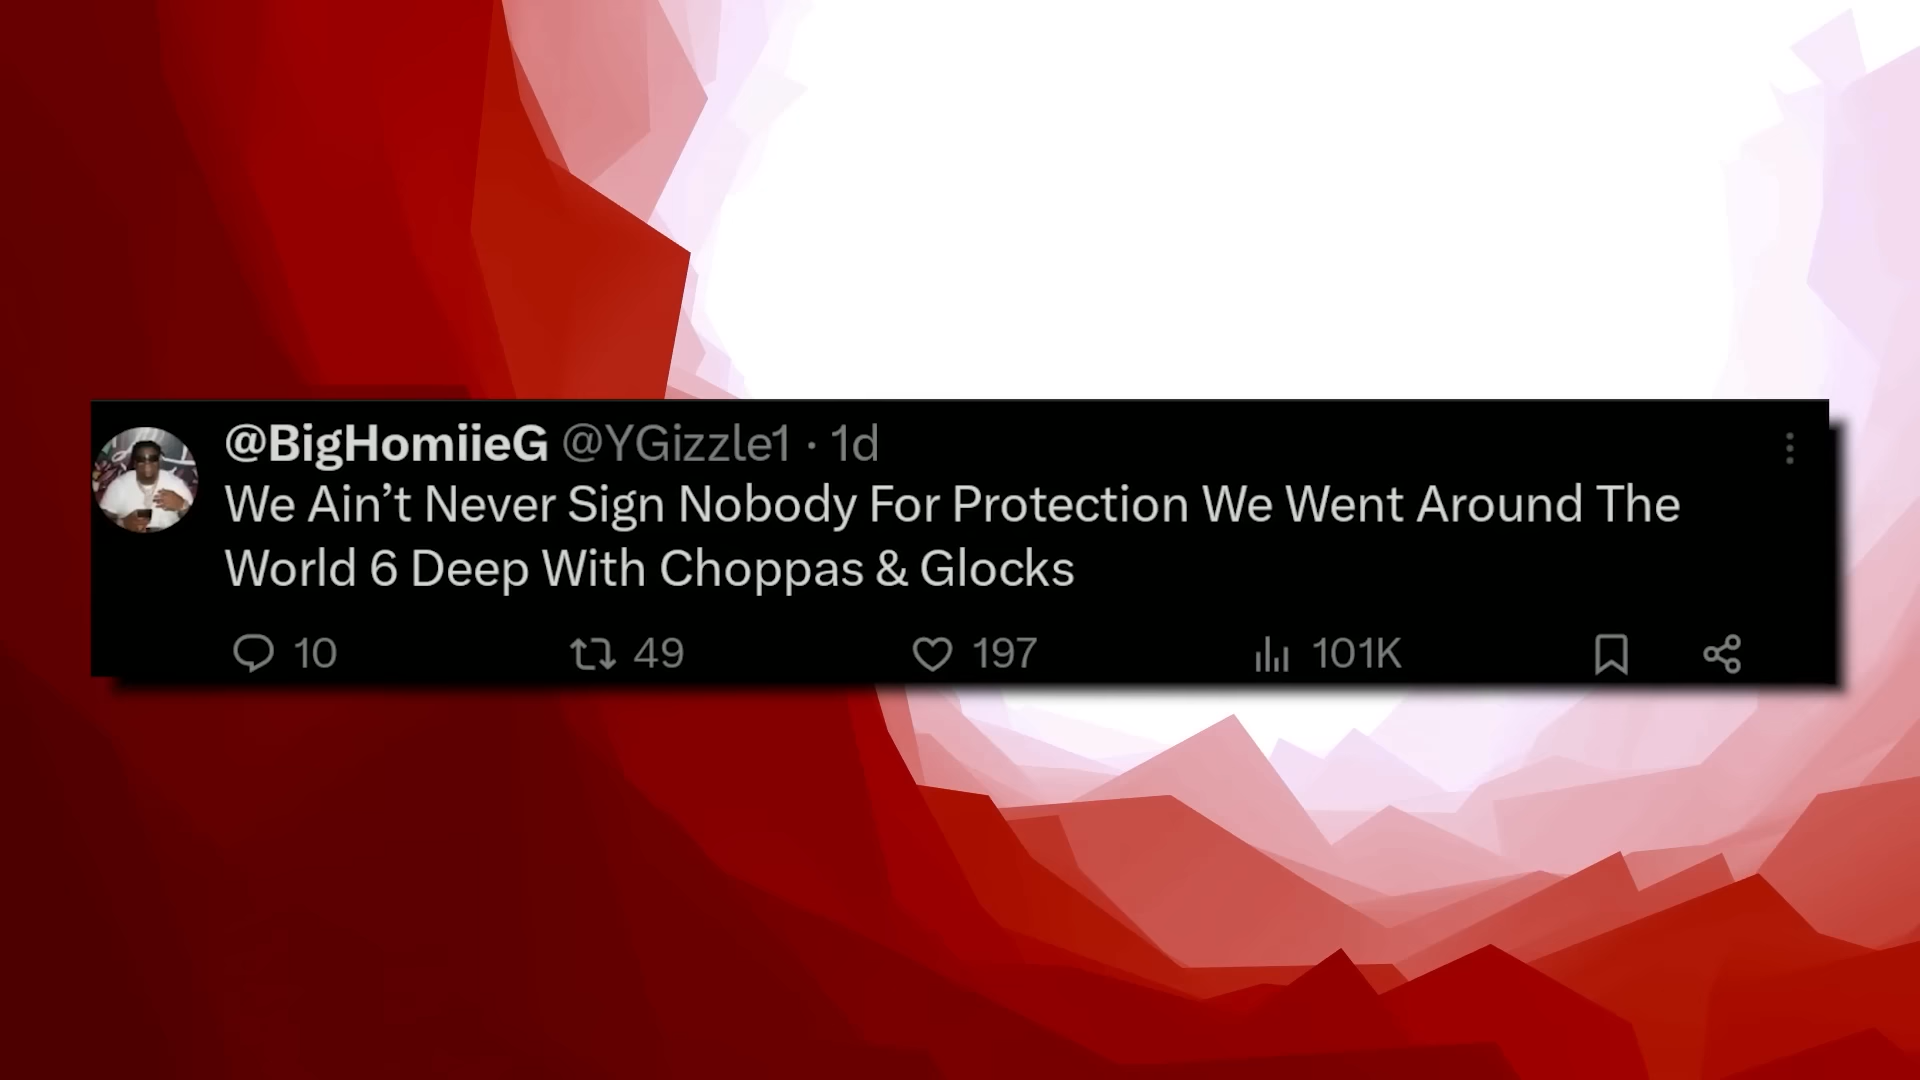 @BigHomiieG @YGizzle1 · 1d
We Ain’t Never Sign Nobody For Protection We Went Around The
World 6 Deep With Choppas & Glocks
10 49 197 101K